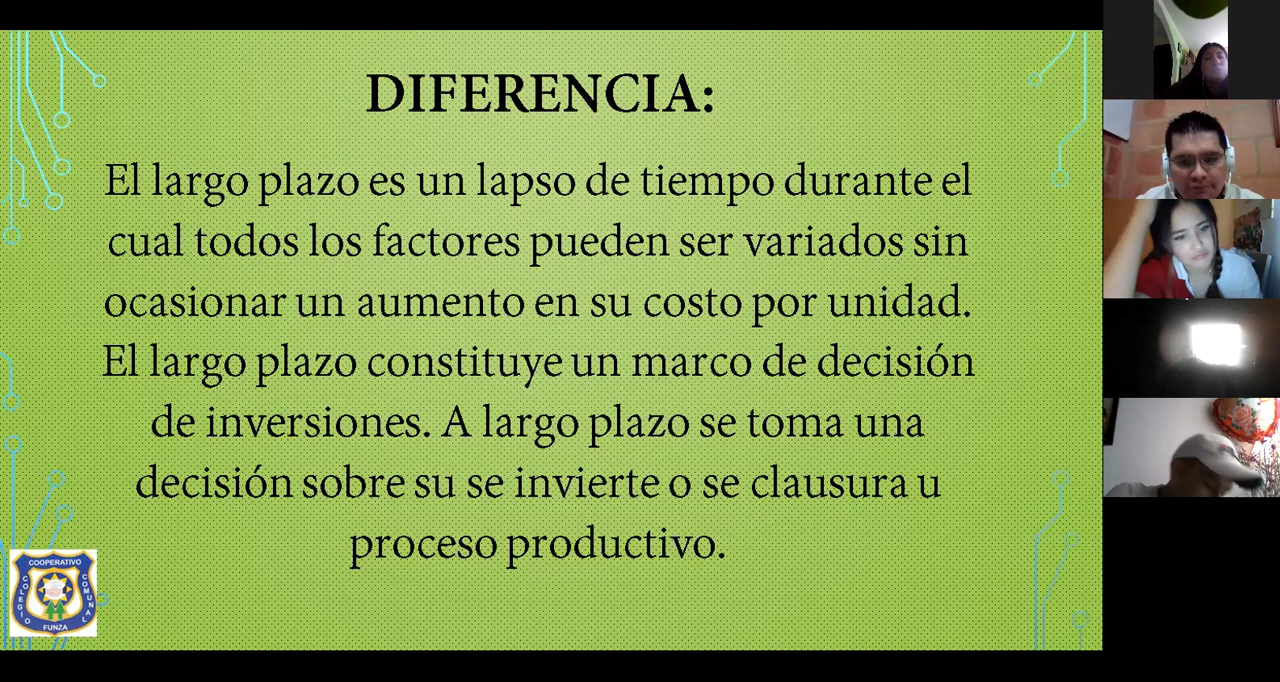 DIFERENCIA:
El largo plazo es un lapso de tiempo durante el
cual todos los factores pueden ser variados sin
ocasionar un aumento en su costo por unidad.
El largo plazo constituye un marco de decisión
de inversiones. A largo plazo se toma una
decisión sobre su se invierte o se clausura u
proceso productivo.
COOPERATIVO
COLEGIO
COMUNAL
FUNZA